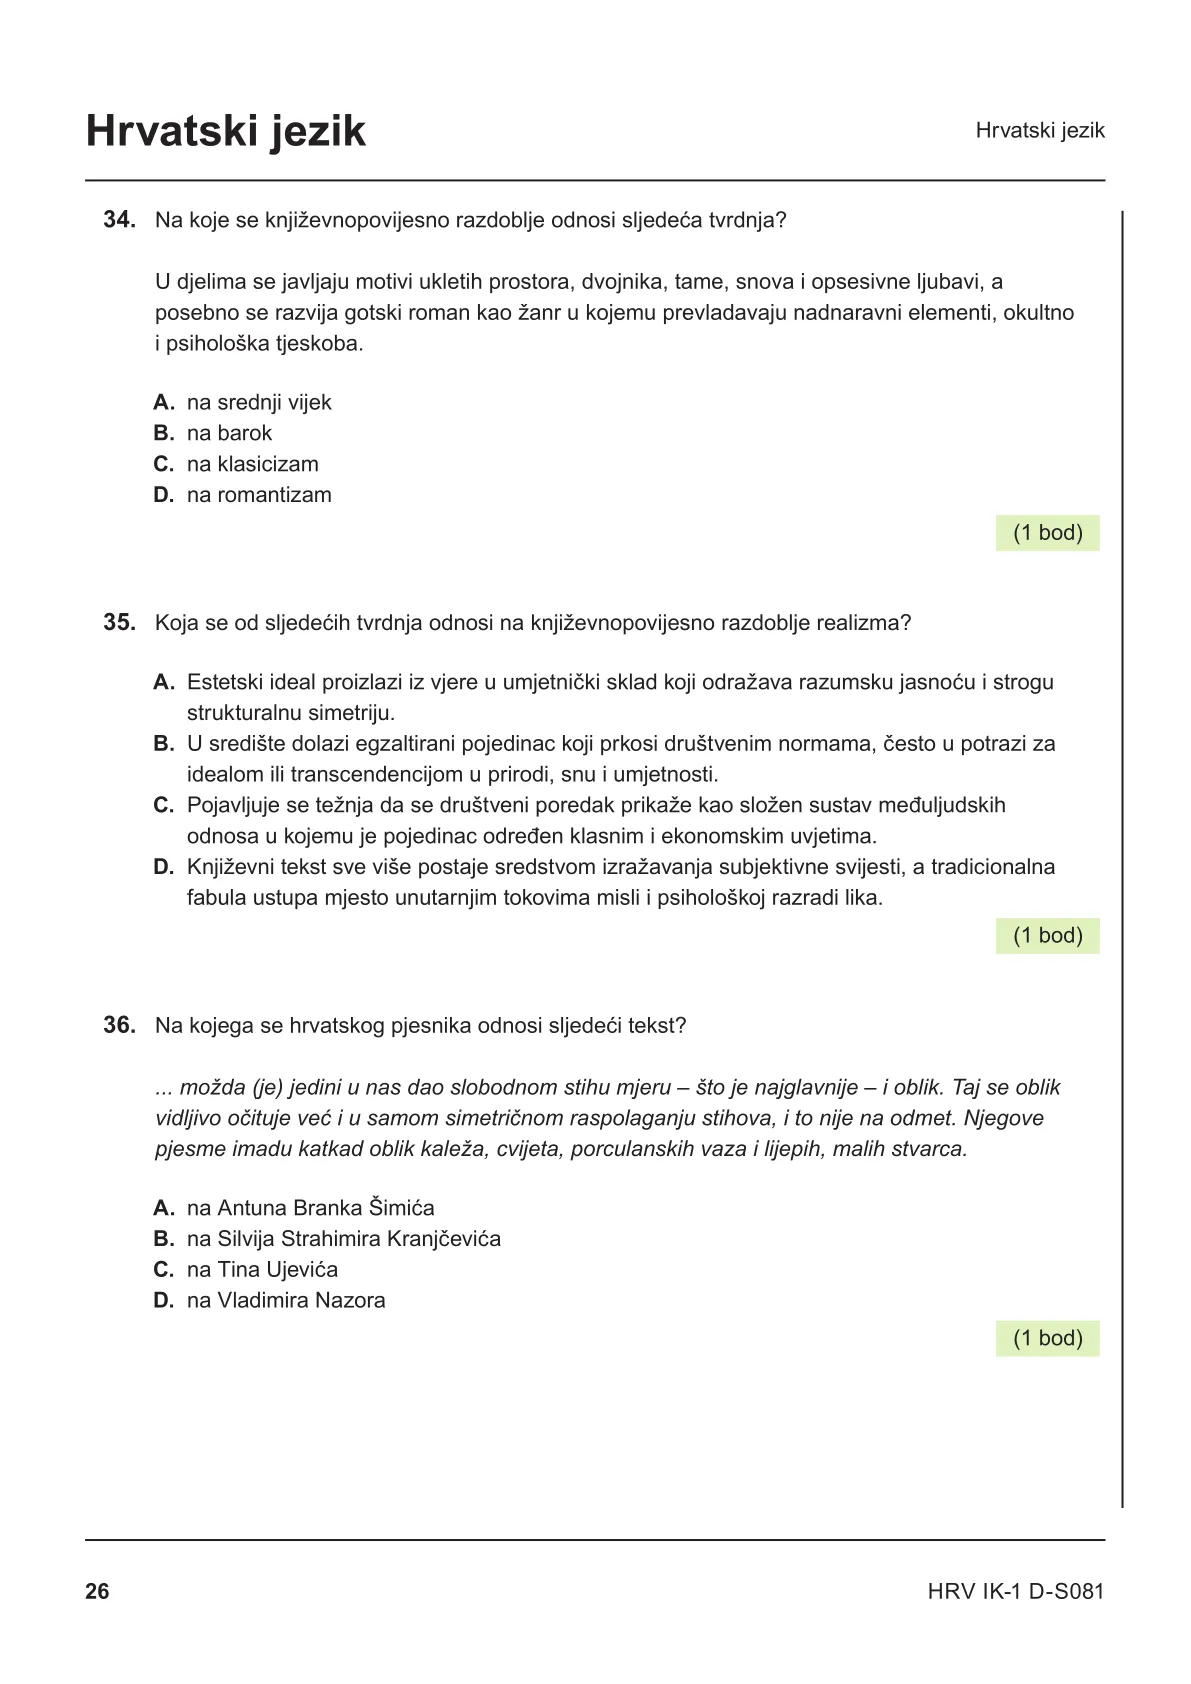 Hrvatski jezik
Hrvatski jezik
34. Na koje se književnopovijesno razdoblje odnosi sljedeća tvrdnja?
U djelima se javljaju motivi ukletih prostora, dvojnika, tame, snova i opsesivne ljubavi, a
posebno se razvija gotski roman kao žanr u kojemu prevladavaju nadnaravni elementi, okultno
i psihološka tjeskoba.
A. na srednji vijek
B. na barok
C. na klasicizam
D. na romantizam
(1 bod)
35. Koja se od sljedećih tvrdnja odnosi na književnopovijesno razdoblje realizma?
A. Estetski ideal proizlazi iz vjere u umjetnički sklad koji odražava razumsku jasnoću i strogu
strukturalnu simetriju.
B. U središte dolazi egzaltirani pojedinac koji prkosi društvenim normama, često u potrazi za
idealom ili transcendencijom u prirodi, snu i umjetnosti.
C. Pojavljuje se težnja da se društveni poredak prikaže kao složen sustav međuljudskih
odnosa u kojemu je pojedinac određen klasnim i ekonomskim uvjetima.
D. Književni tekst sve više postaje sredstvom izražavanja subjektivne svijesti, a tradicionalna
fabula ustupa mjesto unutarnjim tokovima misli i psihološkoj razradi lika.
(1 bod)
36. Na kojega se hrvatskog pjesnika odnosi sljedeći tekst?
... možda (je) jedini u nas dao slobodnom stihu mjeru – što je najglavnije – i oblik. Taj se oblik
vidljivo očituje već i u samom simetričnom raspolaganju stihova, i to nije na odmet. Njegove
pjesme imadu katkad oblik kaleža, cvijeta, porculanskih vaza i lijepih, malih stvarca.
A. na Antuna Branka Šimića
B. na Silvija Strahimira Kranjčevića
C. na Tina Ujevića
D. na Vladimira Nazora
(1 bod)
26
HRV IK-1 D-S081